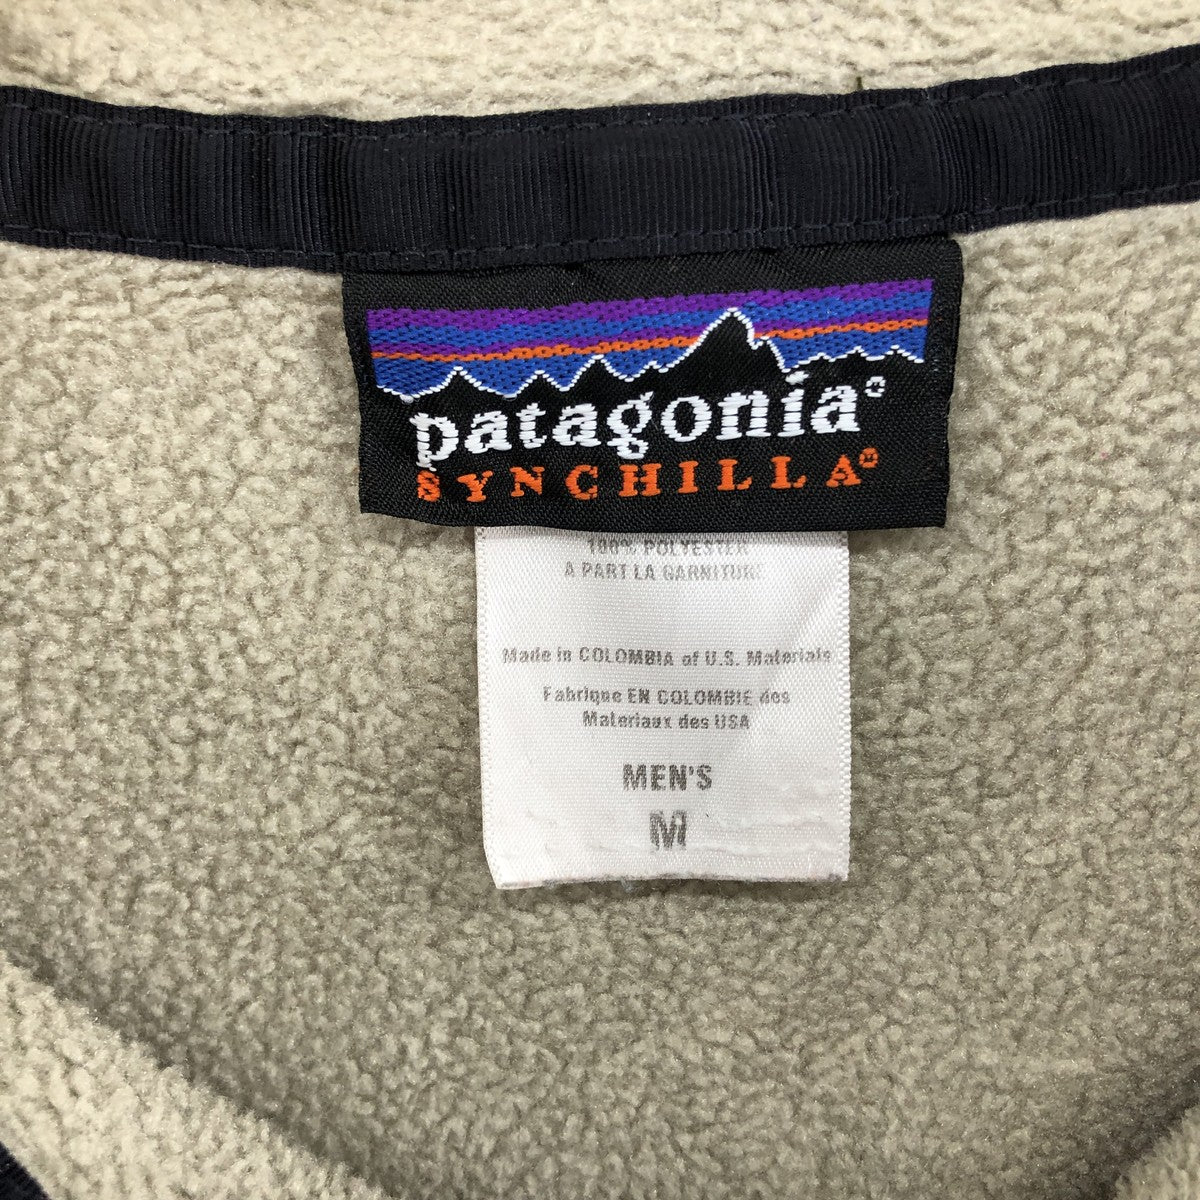 patagonia®
SYNCHILLA®
100% POLYESTER
A PART LA GARNITURE
Made in COLOMBIA of U.S. Materials
Fabrique EN COLOMBIE des
Materiaux des USA
MEN'S
M